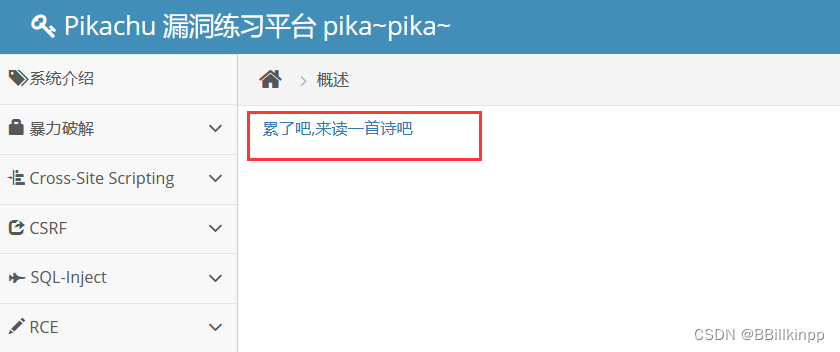 Pikachu 漏洞练习平台 pika~pika~
系统介绍
概述
暴力破解
累了吧,来读一首诗吧
Cross-Site Scripting
CSRF
SQL-Inject
RCE
CSDN @BBillkinpp